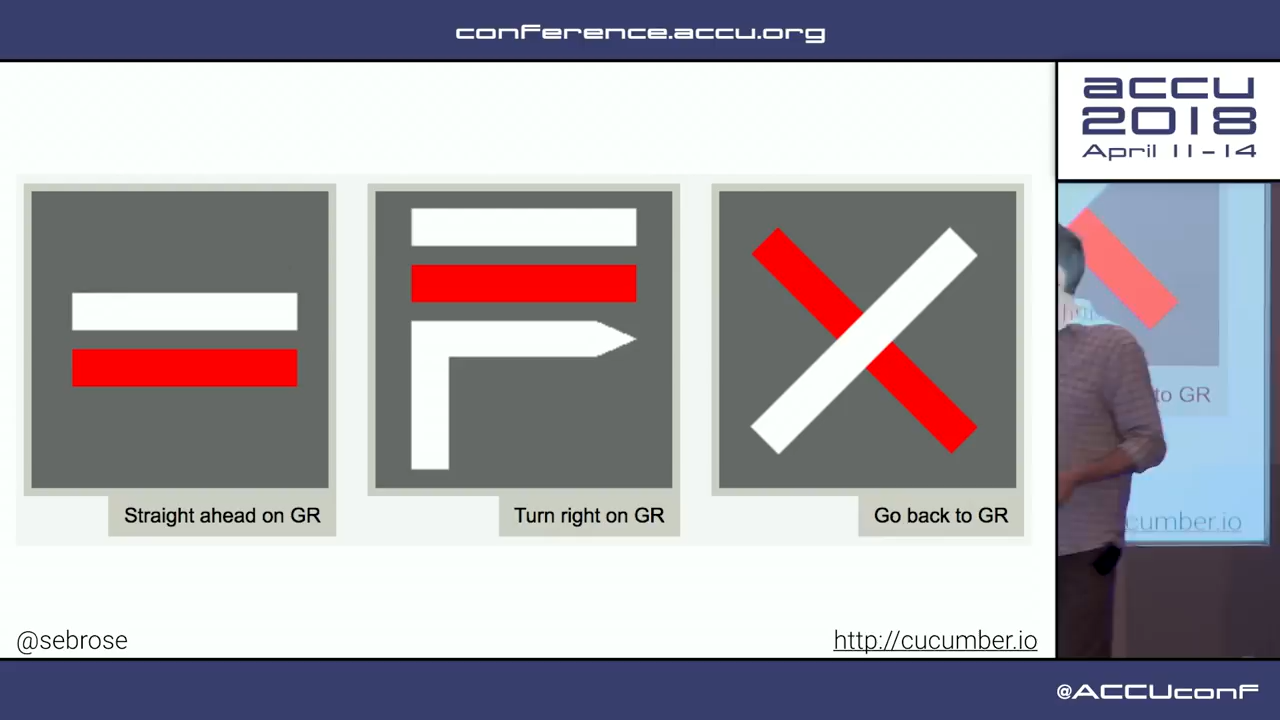 conference.accu.org
accu
2018
April 11-14
Straight ahead on GR
Turn right on GR
Go back to GR
to GR
cumber.io
@sebrose
http://cucumber.io
@ACCUconf